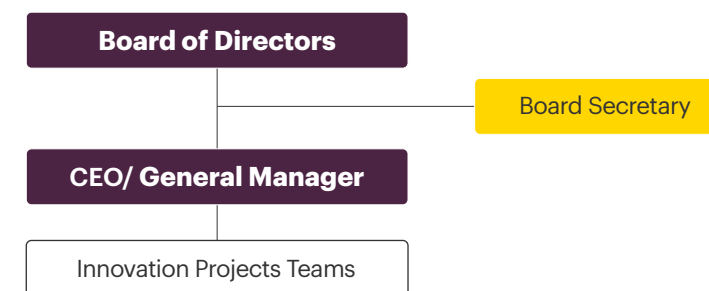 Board of Directors
Board Secretary
CEO/ General Manager
Innovation Projects Teams